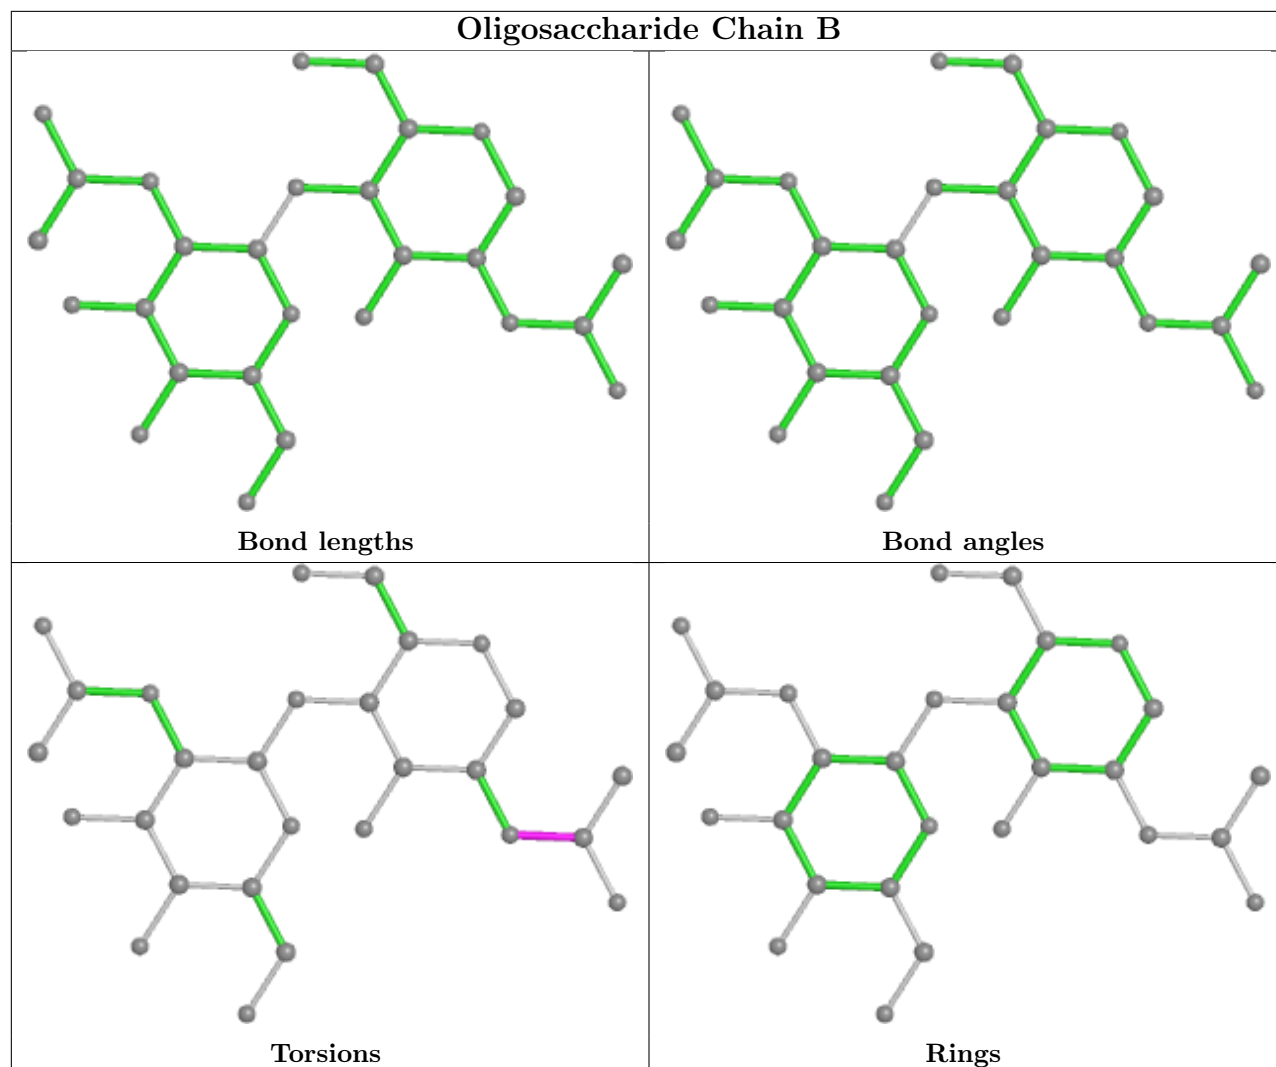 Oligosaccharide Chain B
Bond lengths
Bond angles
Torsions
Rings